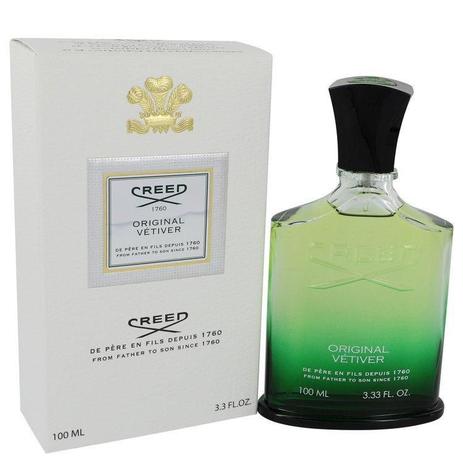 CREED
1760
ORIGINAL
VÉTIVER
DE PÈRE EN FILS DEPUIS 1760
FROM FATHER TO SON SINCE 1760
CREED
DE PÈRE EN FILS DEPUIS 1760
FROM FATHER TO SON SINCE 1760
3.3 FL.OZ.
100 ML
CREED
ORIGINAL
VÉTIVER
DE PÈRE EN FILS DEPUIS 1760
FROM FATHER TO SON SINCE 1760
100 ML 3.33 FL.OZ.